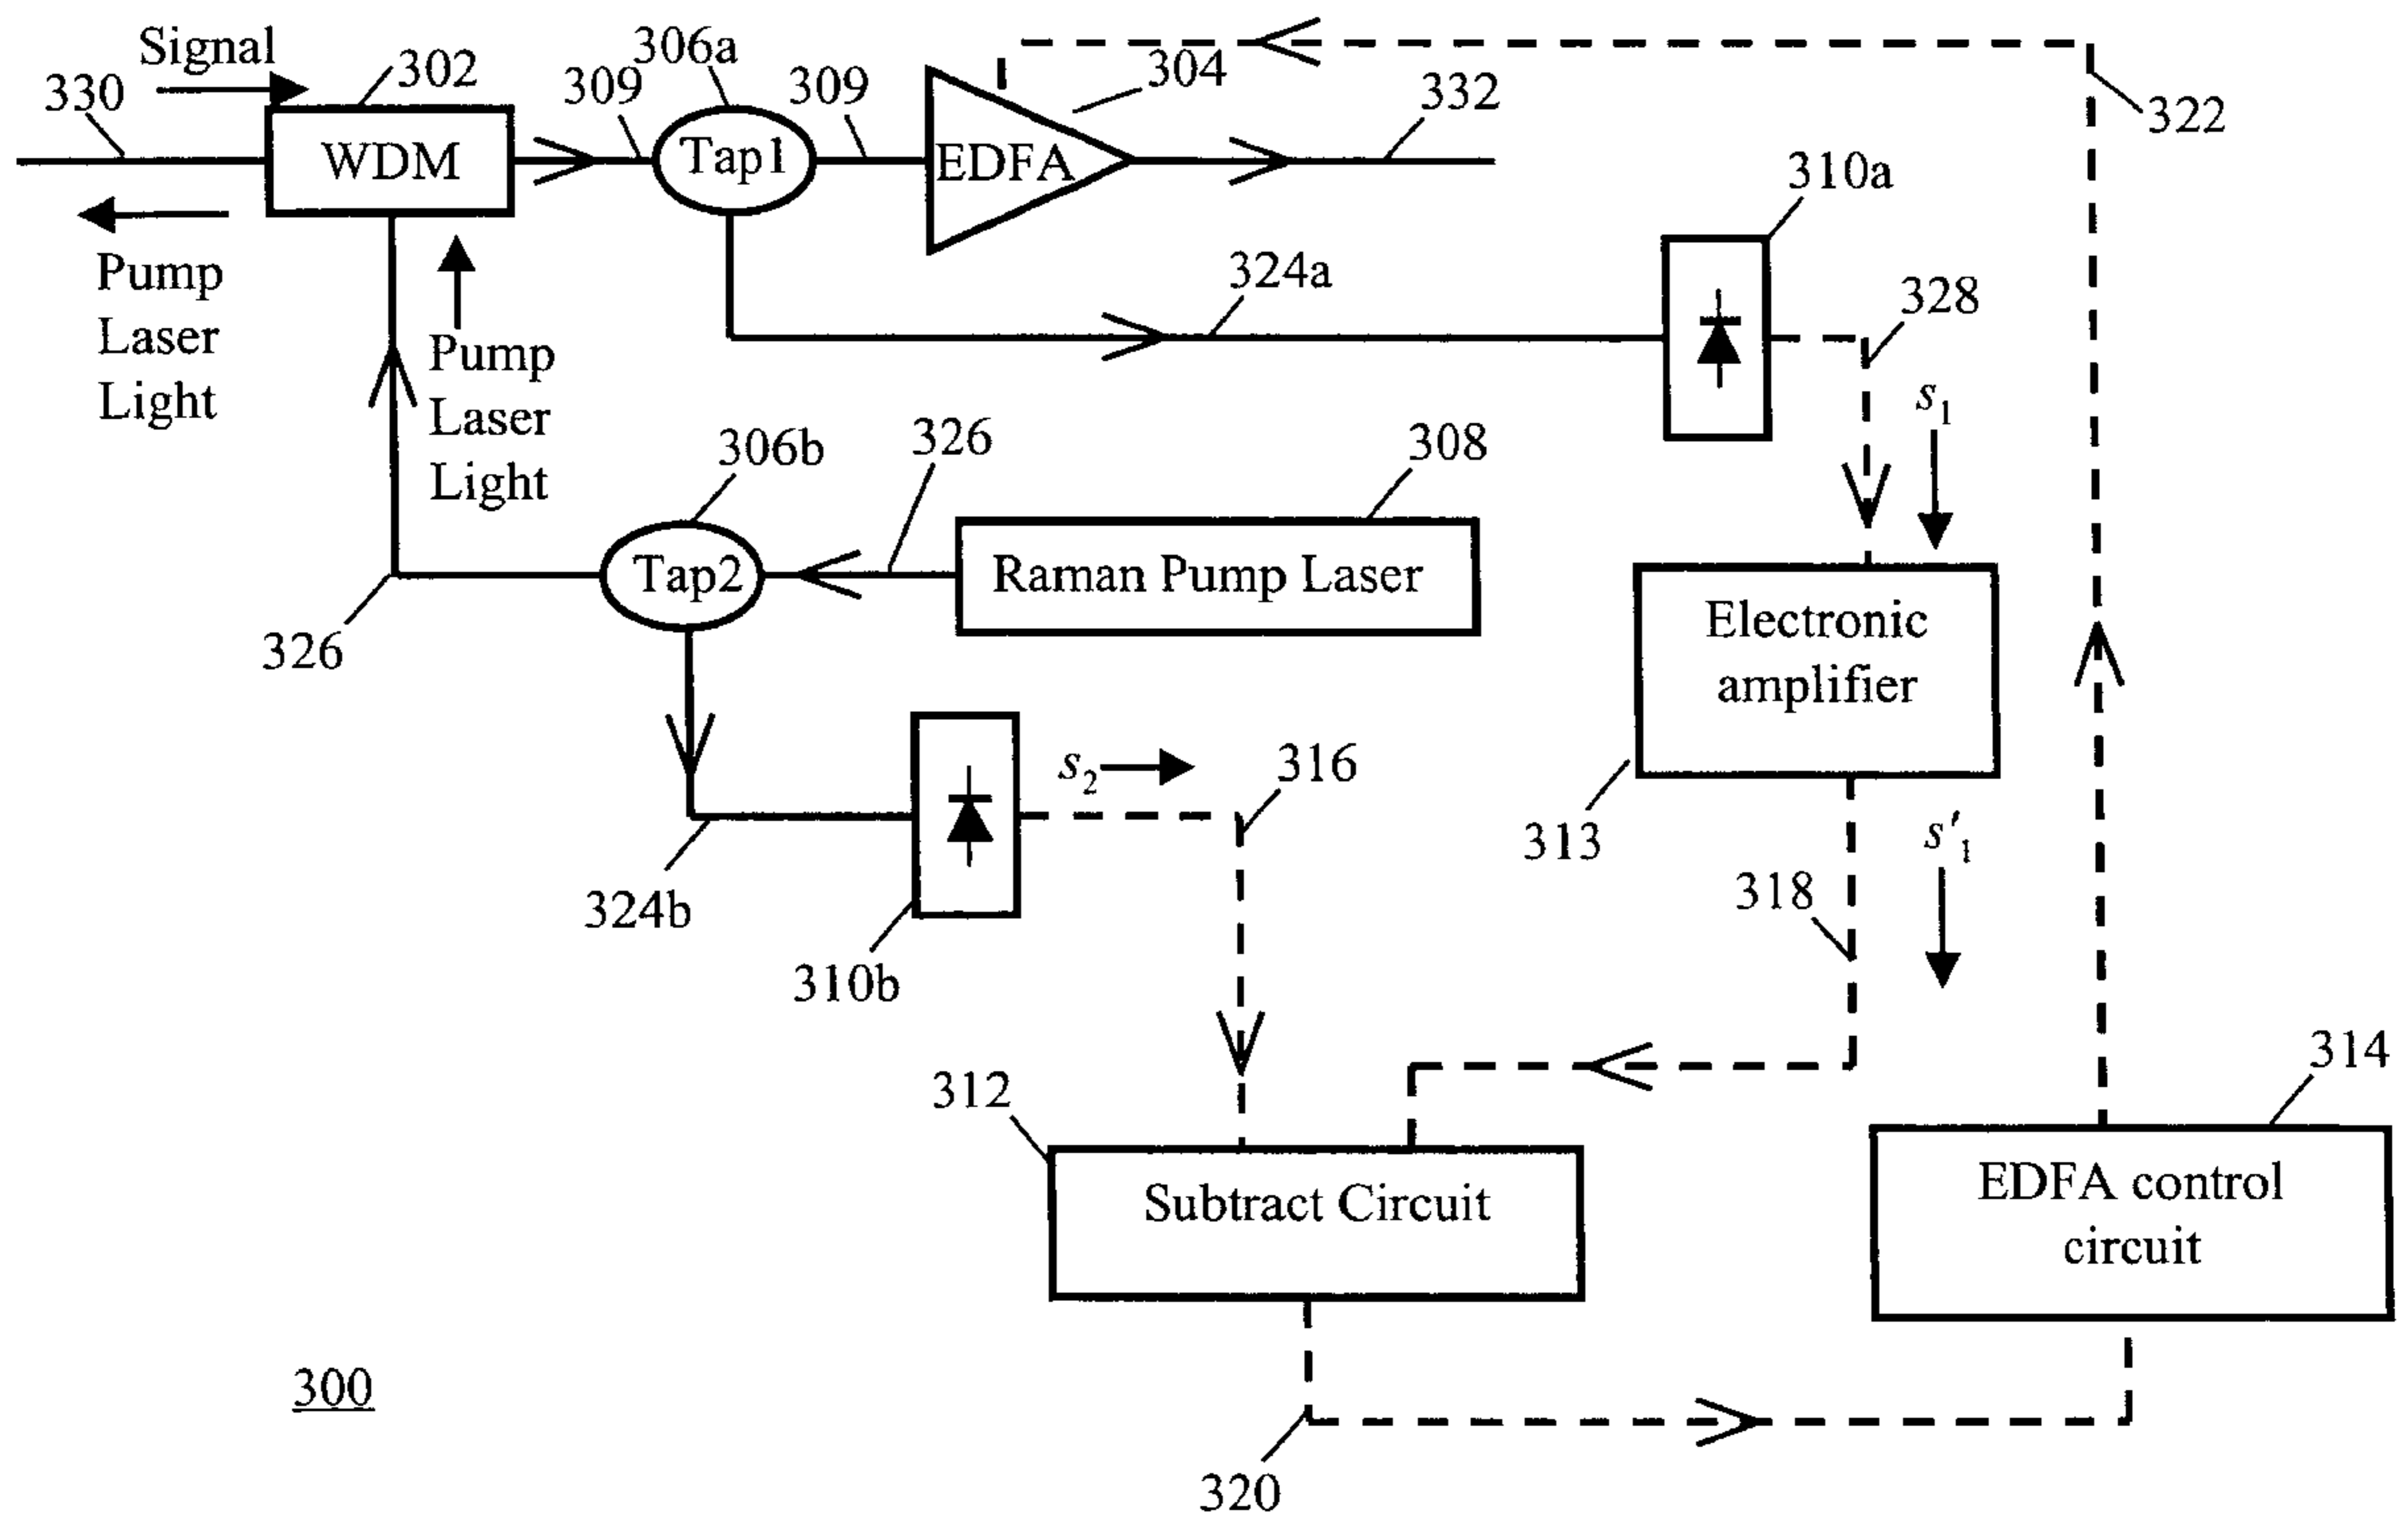 Signal
330
302
309
306a
309
304
332
322
WDM
Tap1
EDFA
310a
Pump
Laser
Light
Pump
Laser
Light
324a
328
s1
306b
326
308
Tap2
Raman Pump Laser
326
Electronic
amplifier
s2
316
313
s'1
324b
318
310b
312
314
Subtract Circuit
EDFA control
circuit
300
320